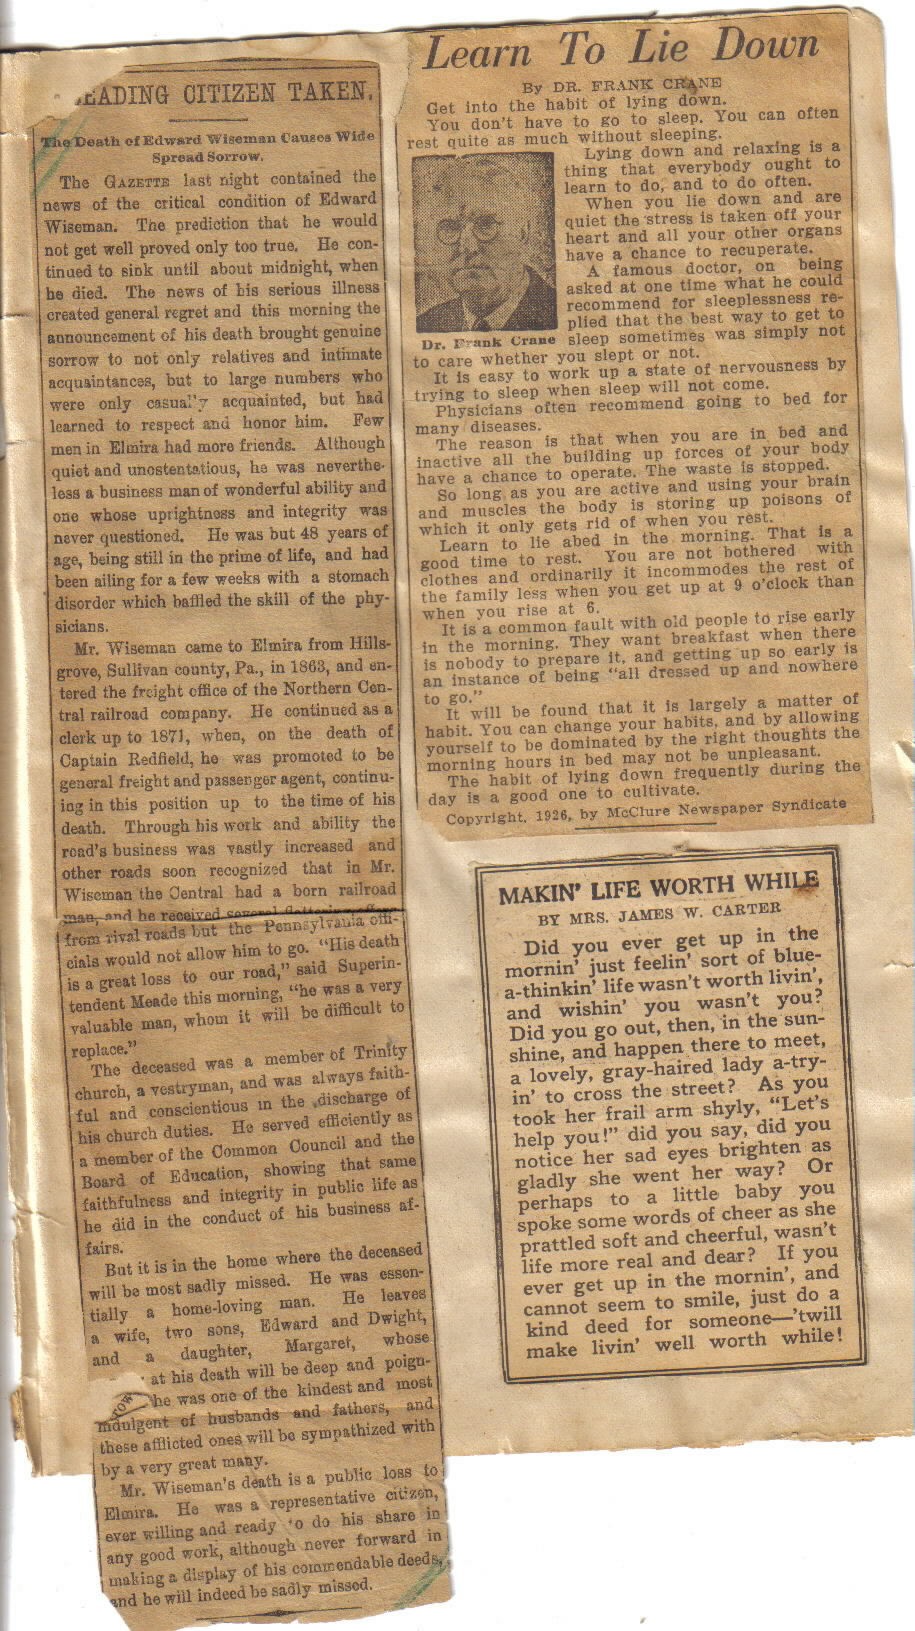 LEADING CITIZEN TAKEN.
The Death of Edward Wiseman Causes Wide
Spread Sorrow.
The GAZETTE last night contained the
news of the critical condition of Edward
Wiseman. The prediction that he would
not get well proved only too true. He con-
tinued to sink until about midnight, when
he died. The news of his serious illness
created general regret and this morning the
announcement of his death brought genuine
sorrow to not only relatives and intimate
acquaintances, but to large numbers who
were only casually acquainted, but had
learned to respect and honor him. Few
men in Elmira had more friends. Although
quiet and unostentatious, he was neverthe-
less a business man of wonderful ability and
one whose uprightness and integrity was
never questioned. He was but 48 years of
age, being still in the prime of life, and had
been ailing for a few weeks with a stomach
disorder which baffled the skill of the phy-
sicians.
Mr. Wiseman came to Elmira from Hills-
grove, Sullivan county, Pa., in 1863, and en-
tered the freight office of the Northern Cen-
tral railroad company. He continued as a
clerk up to 1871, when, on the death of
Captain Redfield, he was promoted to be
general freight and passenger agent, continu-
ing in this position up to the time of his
death. Through his work and ability the
road's business was vastly increased and
other roads soon recognized that in Mr.
Wiseman the Central had a born railroad
man, and he received several flattering offers
from rival roads but the Pennsylvania offi-
cials would not allow him to go. "His death
is a great loss to our road," said Superin-
tendent Meade this morning, "he was a very
valuable man, whom it will be difficult to
replace."
The deceased was a member of Trinity
church, a vestryman, and was always faith-
ful and conscientious in the discharge of
his church duties. He served efficiently as
a member of the Common Council and the
Board of Education, showing that same
faithfulness and integrity in public life as
he did in the conduct of his business af-
fairs.
But it is in the home where the deceased
will be most sadly missed. He was essen-
tially a home-loving man. He leaves
a wife, two sons, Edward and Dwight,
and a daughter, Margaret, whose
at his death will be deep and poign-
he was one of the kindest and most
indulgent of husbands and fathers, and
these afflicted ones will be sympathized with
by a very great many.
Mr. Wiseman's death is a public loss to
Elmira. He was a representative citizen,
ever willing and ready to do his share in
any good work, although never forward in
making a display of his commendable deeds,
and he will indeed be sadly missed.
Learn To Lie Down
By DR. FRANK CRANE
Get into the habit of lying down.
You don't have to go to sleep. You can often
rest quite as much without sleeping.
Lying down and relaxing is a
thing that everybody ought to
learn to do, and to do often.
When you lie down and are
quiet the stress is taken off your
heart and all your other organs
have a chance to recuperate.
A famous doctor, on being
asked at one time what he could
recommend for sleeplessness re-
plied that the best way to get to
Dr. Frank Crane
sleep sometimes was simply not
to care whether you slept or not.
It is easy to work up a state of nervousness by
trying to sleep when sleep will not come.
Physicians often recommend going to bed for
many diseases.
The reason is that when you are in bed and
inactive all the building up forces of your body
have a chance to operate. The waste is stopped.
So long as you are active and using your brain
and muscles the body is storing up poisons of
which it only gets rid of when you rest.
Learn to lie abed in the morning. That is a
good time to rest. You are not bothered with
clothes and ordinarily it incommodes the rest of
the family less when you get up at 9 o'clock than
when you rise at 6.
It is a common fault with old people to rise early
in the morning. They want breakfast when there
is nobody to prepare it, and getting up so early is
an instance of being "all dressed up and nowhere
to go."
It will be found that it is largely a matter of
habit. You can change your habits, and by allowing
yourself to be dominated by the right thoughts the
morning hours in bed may not be unpleasant.
The habit of lying down frequently during the
day is a good one to cultivate.
Copyright, 1926, by McClure Newspaper Syndicate
MAKIN' LIFE WORTH WHILE
BY MRS. JAMES W. CARTER
Did you ever get up in the
mornin' just feelin' sort of blue-
a-thinkin' life wasn't worth livin',
and wishin' you wasn't you?
Did you go out, then, in the sun-
shine, and happen there to meet,
a lovely, gray-haired lady a-try-
in' to cross the street? As you
took her frail arm shyly, "Let's
help you!" did you say, did you
notice her sad eyes brighten as
gladly she went her way? Or
perhaps to a little baby you
spoke some words of cheer as she
prattled soft and cheerful, wasn't
life more real and dear? If you
ever get up in the mornin', and
cannot seem to smile, just do a
kind deed for someone—'twill
make livin' well worth while!